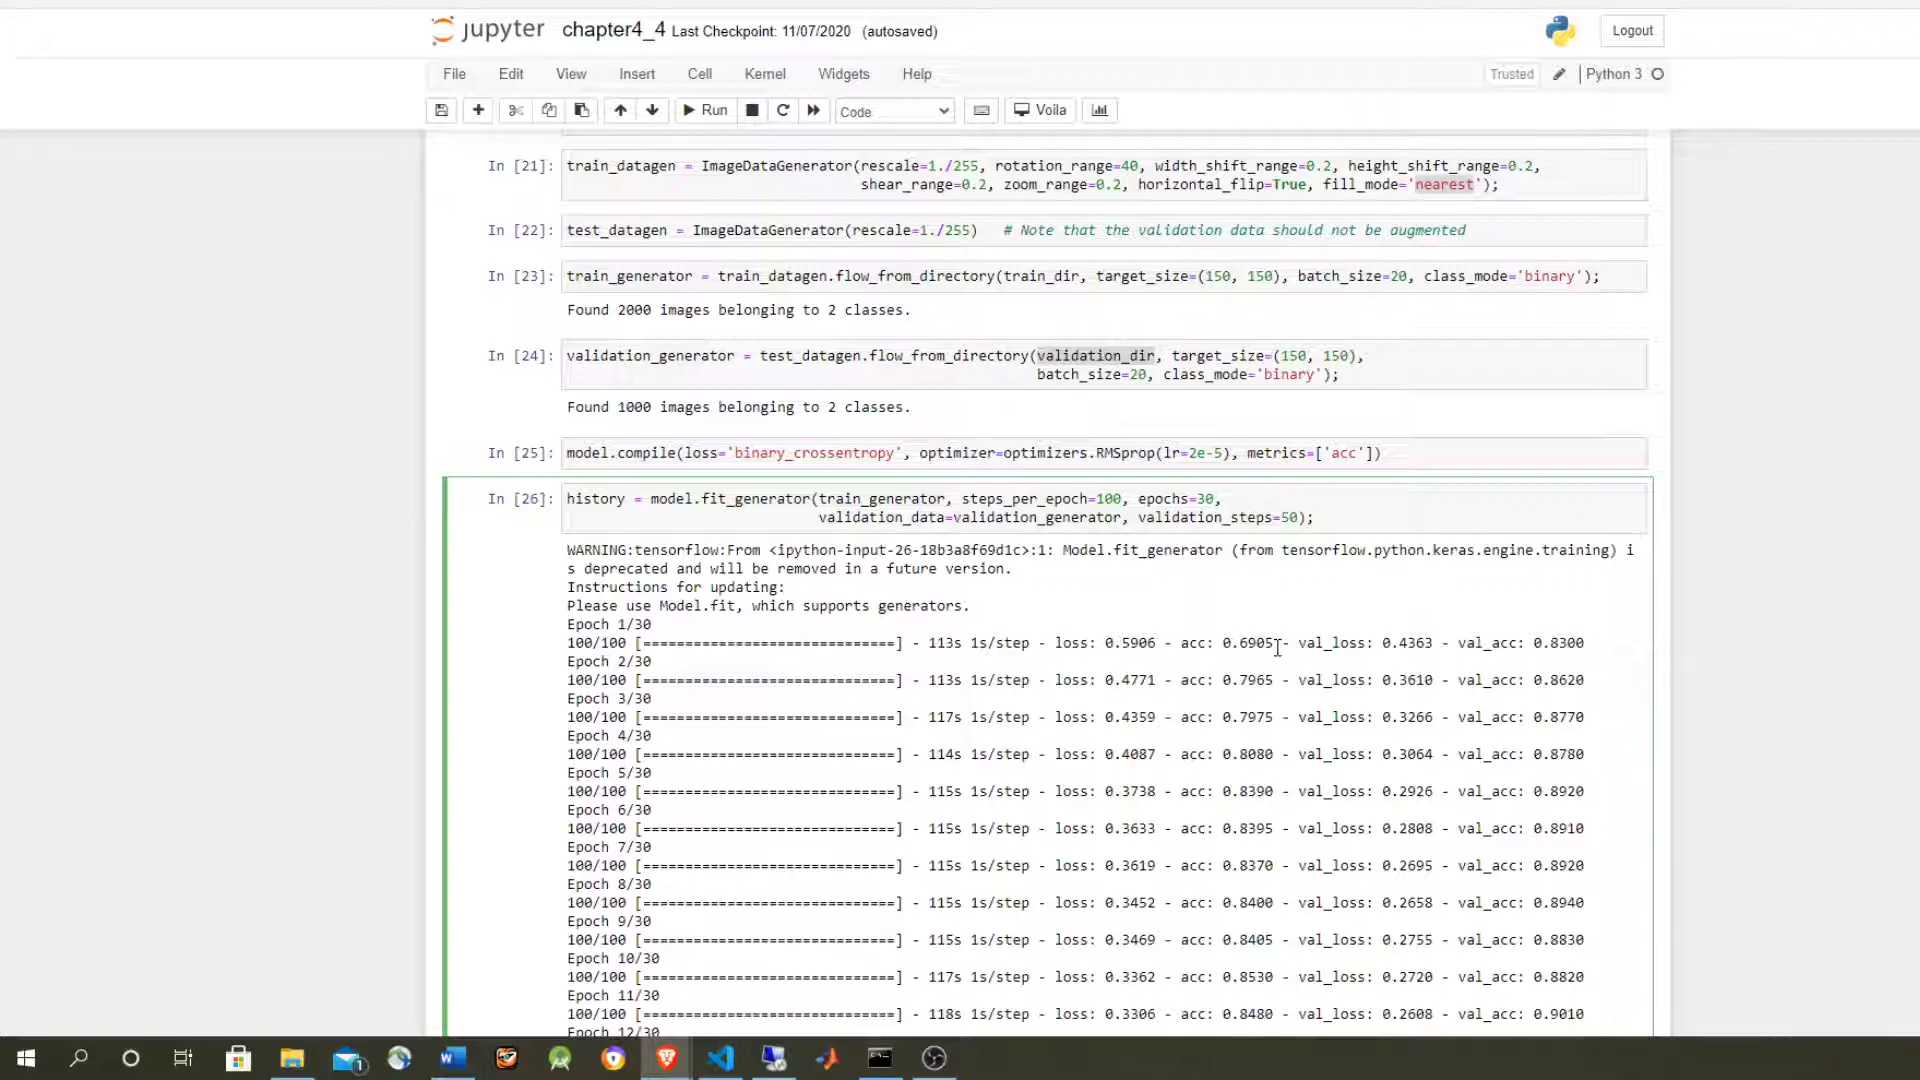 jupyter chapter4_4 Last Checkpoint: 11/07/2020 (autosaved) Logout
File Edit View Insert Cell Kernel Widgets Help Trusted Python 3
Run Code Voila
In [21]: train_datagen = ImageDataGenerator(rescale=1./255, rotation_range=40, width_shift_range=0.2, height_shift_range=0.2,
shear_range=0.2, zoom_range=0.2, horizontal_flip=True, fill_mode='nearest');
In [22]: test_datagen = ImageDataGenerator(rescale=1./255) # Note that the validation data should not be augmented
In [23]: train_generator = train_datagen.flow_from_directory(train_dir, target_size=(150, 150), batch_size=20, class_mode='binary');
Found 2000 images belonging to 2 classes.
In [24]: validation_generator = test_datagen.flow_from_directory(validation_dir, target_size=(150, 150),
batch_size=20, class_mode='binary');
Found 1000 images belonging to 2 classes.
In [25]: model.compile(loss='binary_crossentropy', optimizer=optimizers.RMSprop(lr=2e-5), metrics=['acc'])
In [26]: history = model.fit_generator(train_generator, steps_per_epoch=100, epochs=30,
validation_data=validation_generator, validation_steps=50);
WARNING:tensorflow:From <ipython-input-26-18b3a8f69d1c>:1: Model.fit_generator (from tensorflow.python.keras.engine.training) i
s deprecated and will be removed in a future version.
Instructions for updating:
Please use Model.fit, which supports generators.
Epoch 1/30
100/100 [==============================] - 113s 1s/step - loss: 0.5906 - acc: 0.6905 - val_loss: 0.4363 - val_acc: 0.8300
Epoch 2/30
100/100 [==============================] - 113s 1s/step - loss: 0.4771 - acc: 0.7965 - val_loss: 0.3610 - val_acc: 0.8620
Epoch 3/30
100/100 [==============================] - 117s 1s/step - loss: 0.4359 - acc: 0.7975 - val_loss: 0.3266 - val_acc: 0.8770
Epoch 4/30
100/100 [==============================] - 114s 1s/step - loss: 0.4087 - acc: 0.8080 - val_loss: 0.3064 - val_acc: 0.8780
Epoch 5/30
100/100 [==============================] - 115s 1s/step - loss: 0.3738 - acc: 0.8390 - val_loss: 0.2926 - val_acc: 0.8920
Epoch 6/30
100/100 [==============================] - 115s 1s/step - loss: 0.3633 - acc: 0.8395 - val_loss: 0.2808 - val_acc: 0.8910
Epoch 7/30
100/100 [==============================] - 115s 1s/step - loss: 0.3619 - acc: 0.8370 - val_loss: 0.2695 - val_acc: 0.8920
Epoch 8/30
100/100 [==============================] - 115s 1s/step - loss: 0.3452 - acc: 0.8400 - val_loss: 0.2658 - val_acc: 0.8940
Epoch 9/30
100/100 [==============================] - 115s 1s/step - loss: 0.3469 - acc: 0.8405 - val_loss: 0.2755 - val_acc: 0.8830
Epoch 10/30
100/100 [==============================] - 117s 1s/step - loss: 0.3362 - acc: 0.8530 - val_loss: 0.2720 - val_acc: 0.8820
Epoch 11/30
100/100 [==============================] - 118s 1s/step - loss: 0.3306 - acc: 0.8480 - val_loss: 0.2608 - val_acc: 0.9010
Epoch 12/30